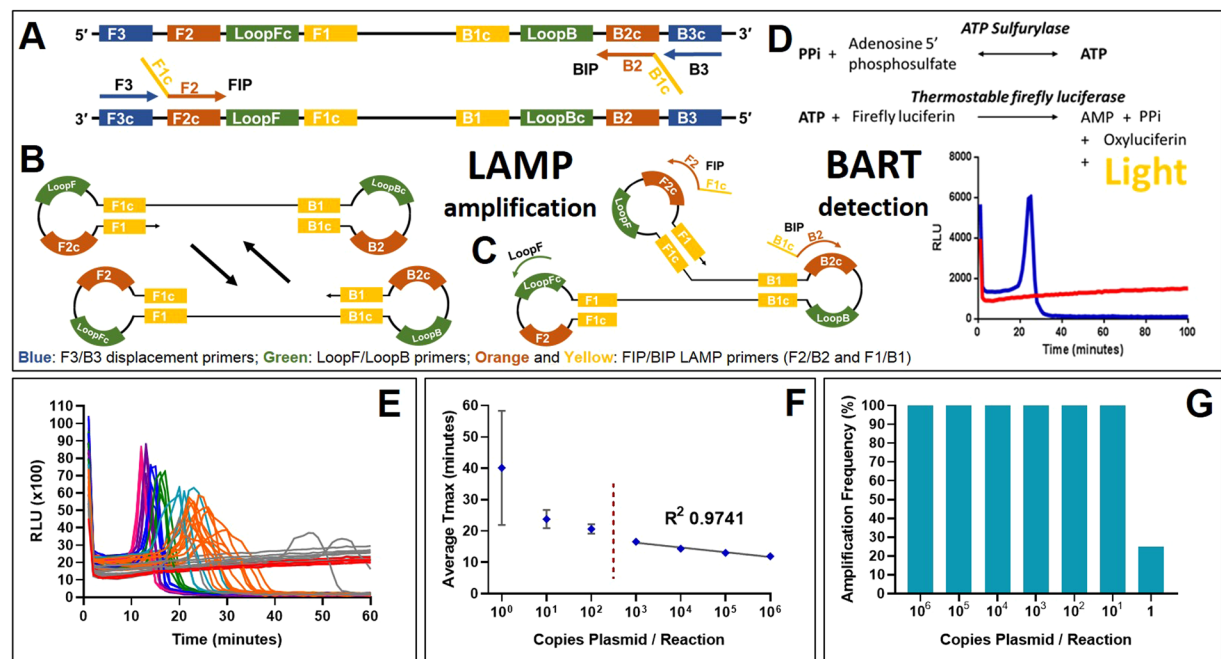 A
5′ F3 F2 LoopFc F1 B1c LoopB B2c B3c 3′
F3 F1c F2 FIP BIP B2 B1c B3
3′ F3c F2c LoopF F1c B1 LoopBc B2 B3 5′
D
ATP Sulfurylase
PPi + Adenosine 5′ phosphosulfate ATP
Thermostable firefly luciferase
ATP + Firefly luciferin AMP + PPi
+ Oxyluciferin
+ Light
B
LoopF F1c F1 F2c B1 B1c LoopBc B2
F2 F1c F1 LoopFc B1 B1c B2c LoopB
LAMP
amplification
C
F2 FIP F1c
F2c LoopF F1 F1c
BIP B1c B2
B2c B1 B1c LoopB
LoopF
LoopFc F1 F1c F2
BART
detection
8000
6000
4000
2000
0
RLU
0 20 40 60 80 100
Time (minutes)
Blue: F3/B3 displacement primers; Green: LoopF/LoopB primers; Orange and Yellow: FIP/BIP LAMP primers (F2/B2 and F1/B1)
E
110
100
90
80
70
60
50
40
30
20
10
0
RLU (x100)
0 10 20 30 40 50 60
Time (minutes)
F
60
50
40
30
20
10
0
Average Tmax (minutes)
R² 0.9741
10⁰ 10¹ 10² 10³ 10⁴ 10⁵ 10⁶
Copies Plasmid / Reaction
G
100
90
80
70
60
50
40
30
20
10
0
Amplification Frequency (%)
10⁶ 10⁵ 10⁴ 10³ 10² 10¹ 1
Copies Plasmid / Reaction